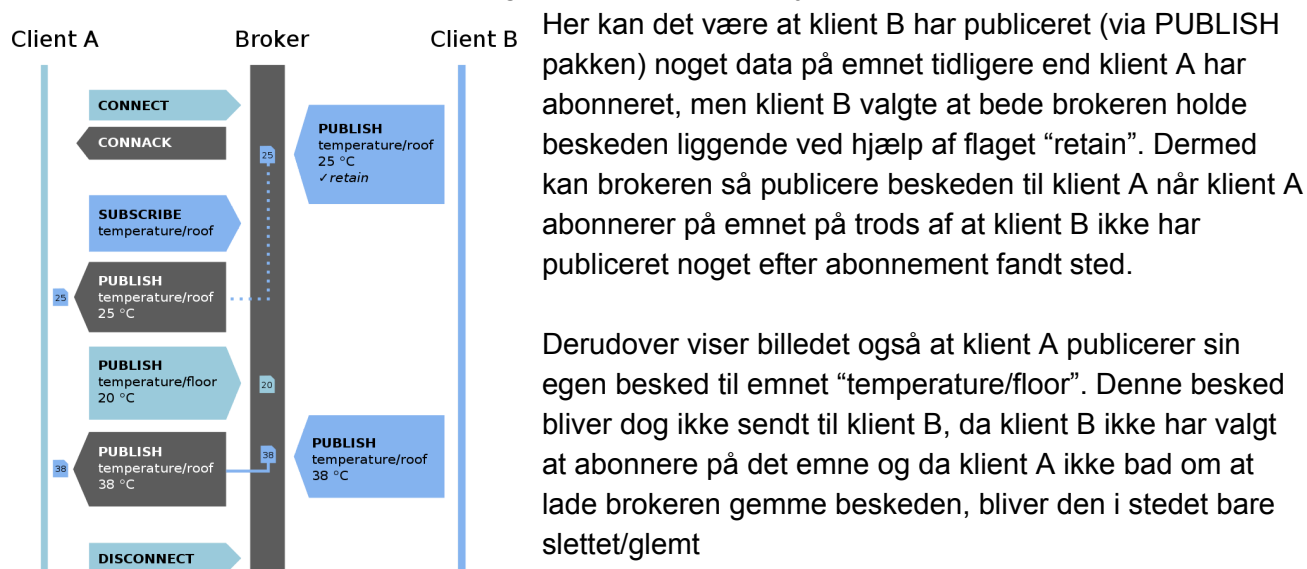 Client A
Broker
Client B
CONNECT
CONNACK
PUBLISH
temperature/roof
25 °C
✓retain
25
SUBSCRIBE
temperature/roof
PUBLISH
temperature/roof
25 °C
25
PUBLISH
temperature/floor
20 °C
20
PUBLISH
temperature/roof
38 °C
38
PUBLISH
temperature/roof
38 °C
38
DISCONNECT
Her kan det være at klient B har publiceret (via PUBLISH
pakken) noget data på emnet tidligere end klient A har
abonneret, men klient B valgte at bede brokeren holde
beskeden liggende ved hjælp af flaget “retain”. Dermed
kan brokeren så publicere beskeden til klient A når klient A
abonnerer på emnet på trods af at klient B ikke har
publiceret noget efter abonnement fandt sted.
Derudover viser billedet også at klient A publicerer sin
egen besked til emnet “temperature/floor”. Denne besked
bliver dog ikke sendt til klient B, da klient B ikke har valgt
at abonnere på det emne og da klient A ikke bad om at
lade brokeren gemme beskeden, bliver den i stedet bare
slettet/glemt